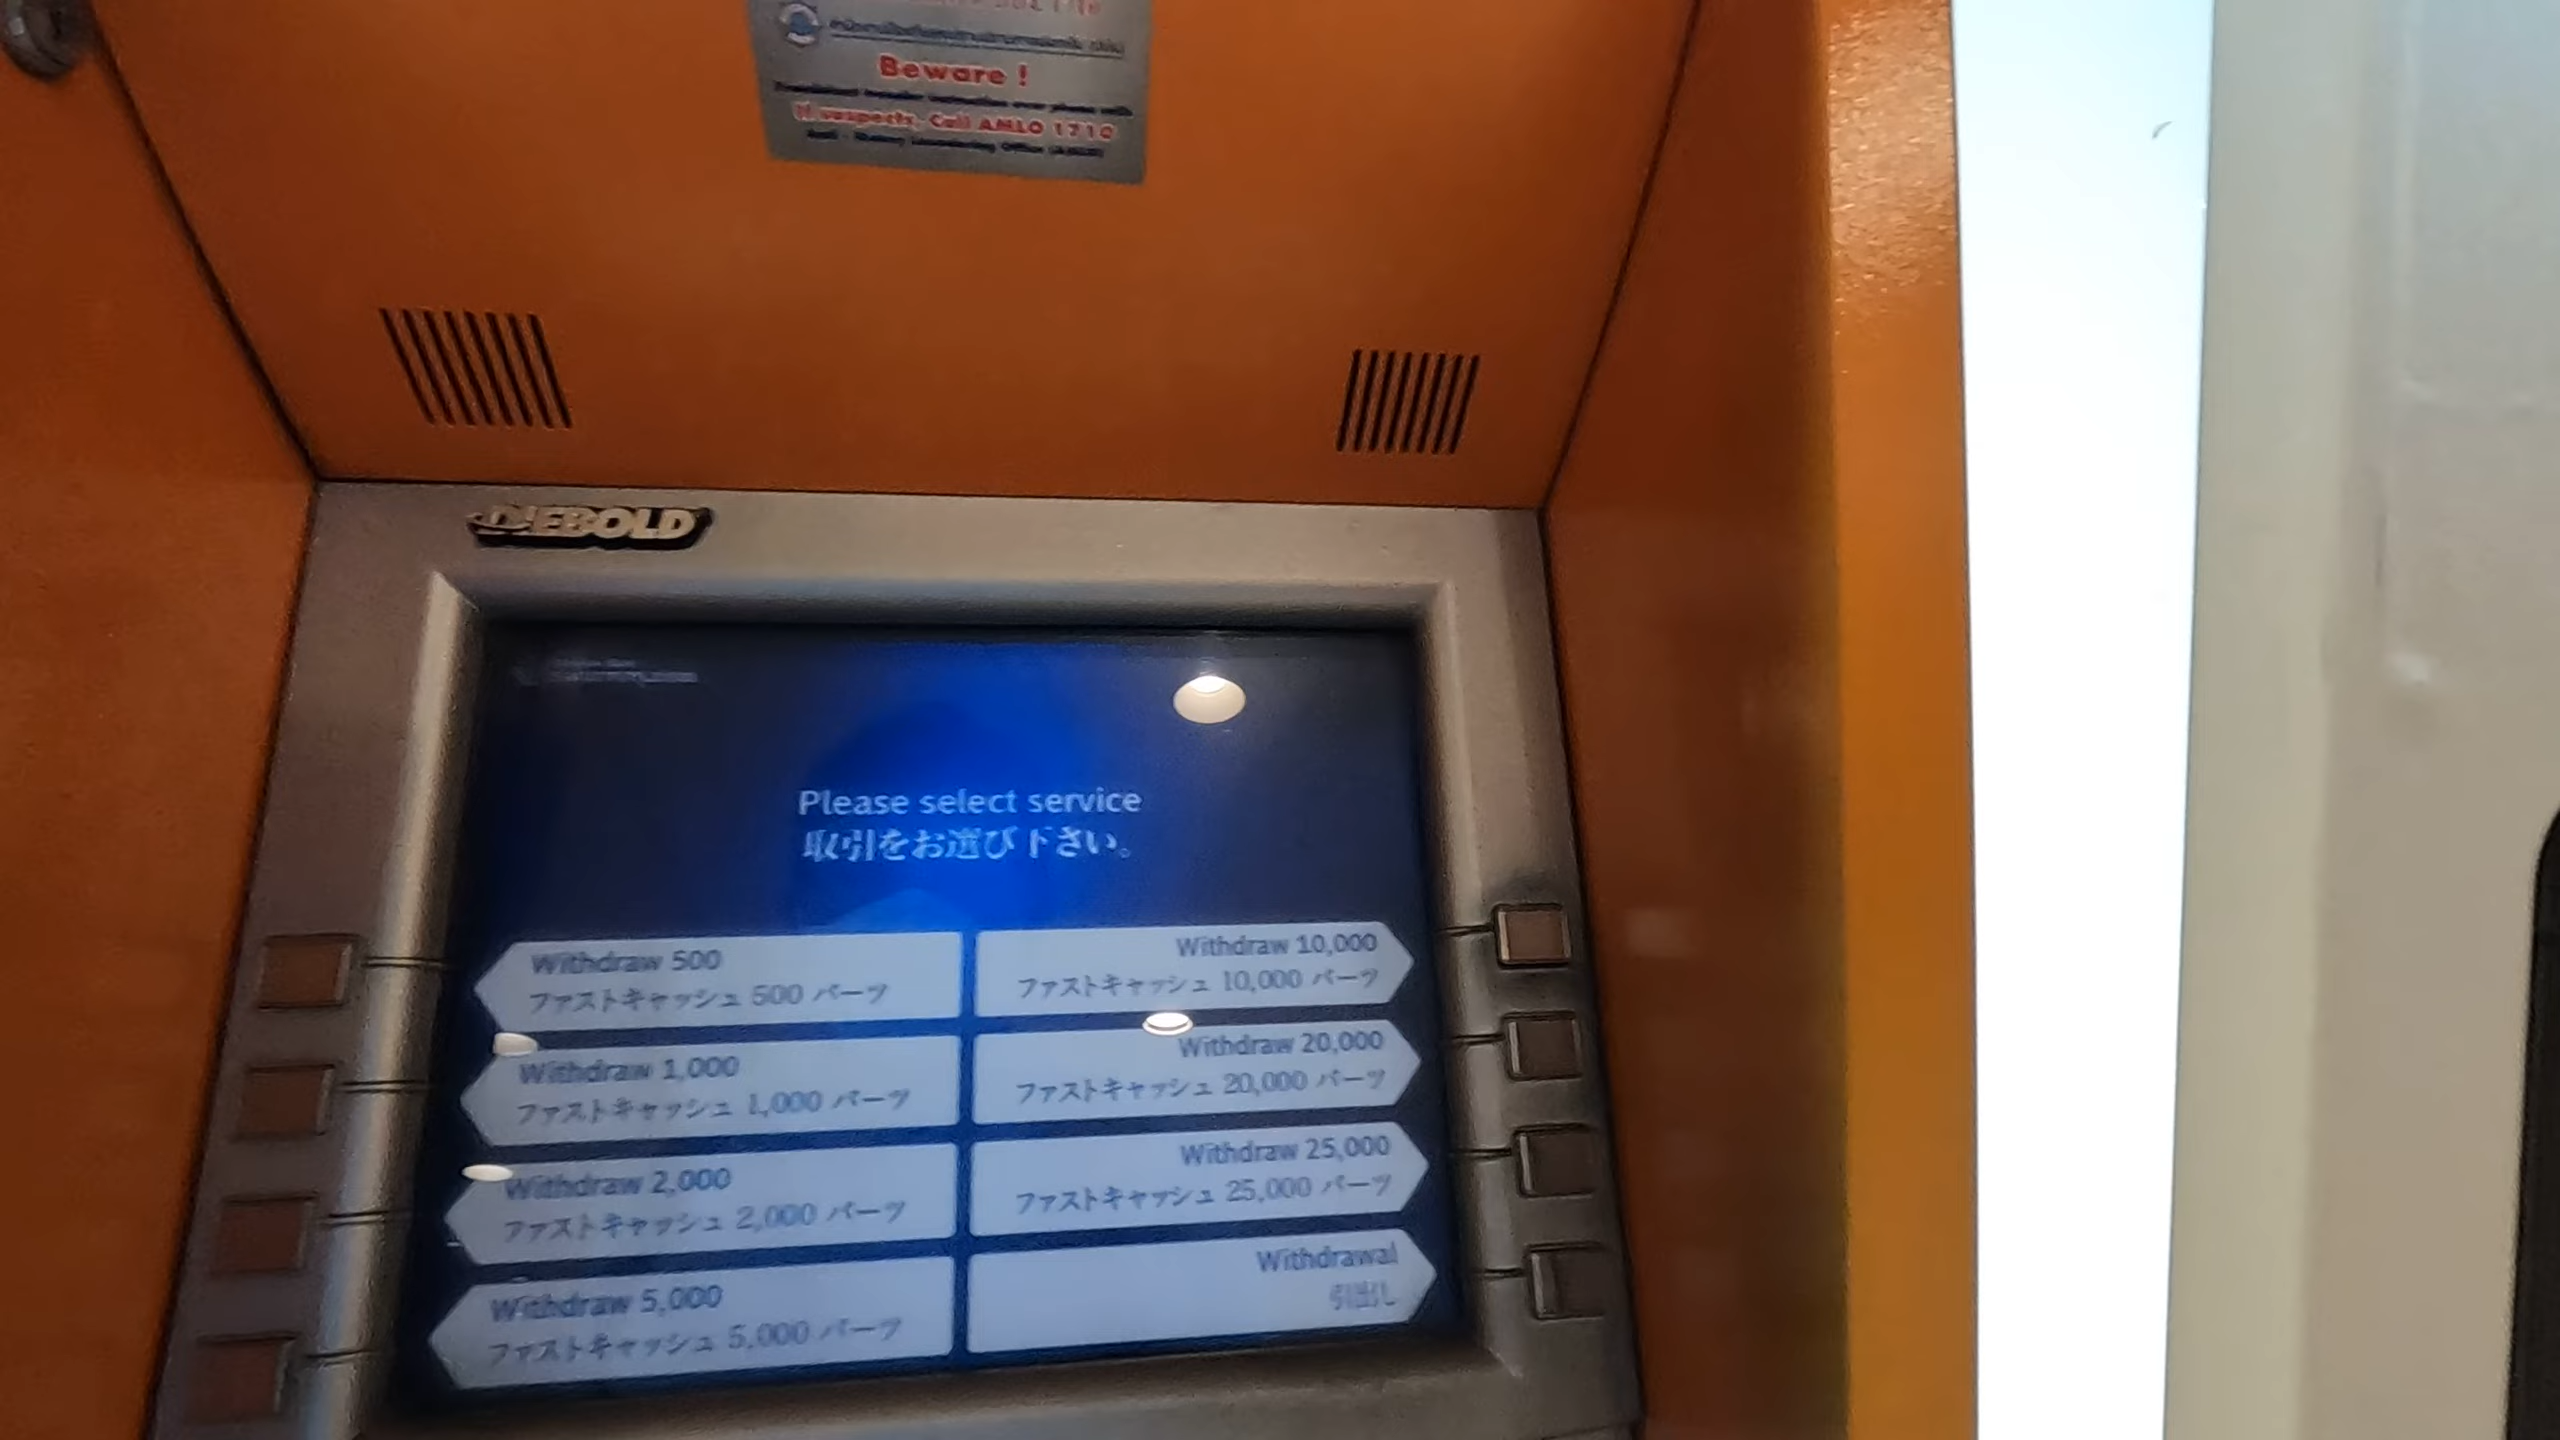 Beware !
If suspects, Call AMLO 1710
Anti - Money Laundering Office (AMLO)
DIEBOLD
Please select service
取引をお選び下さい。
Withdraw 500
ファストキャッシュ 500 バーツ
Withdraw 1,000
ファストキャッシュ 1,000 バーツ
Withdraw 2,000
ファストキャッシュ 2,000 バーツ
Withdraw 5,000
ファストキャッシュ 5,000 バーツ
Withdraw 10,000
ファストキャッシュ 10,000 バーツ
Withdraw 20,000
ファストキャッシュ 20,000 バーツ
Withdraw 25,000
ファストキャッシュ 25,000 バーツ
Withdrawal
引出し